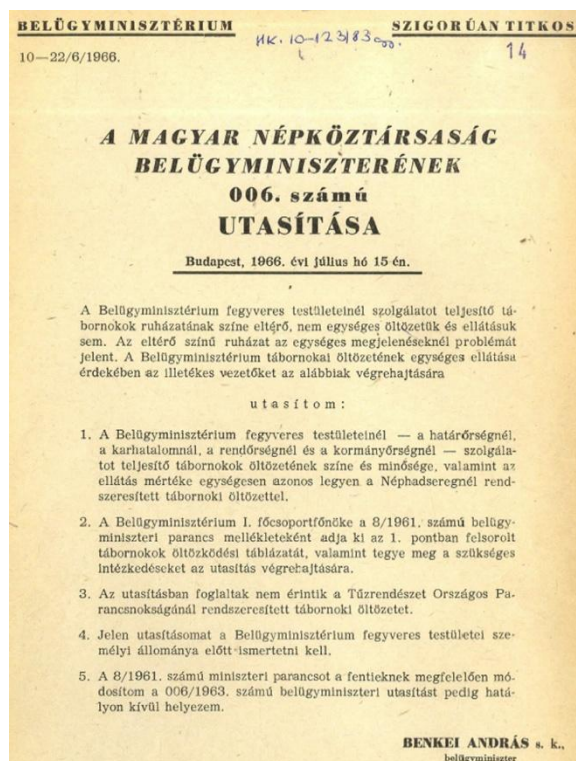 BELÜGYMINISZTÉRIUM SZIGORÚAN TITKOS
10—22/6/1966. 14
A MAGYAR NÉPKÖZTÁRSASÁG
BELÜGYMINISZTERÉNEK
006. számú
UTASÍTÁSA
Budapest, 1966. évi július hó 15-én.
A Belügyminisztérium fegyveres testületeinél szolgálatot teljesítő tá-
bornokok ruházatának színe eltérő, nem egységes öltözetük és ellátásuk
sem. Az eltérő színű ruházat az egységes megjelenéseknél problémát
jelent. A Belügyminisztérium tábornokai öltözetének egységes ellátása
érdekében az illetékes vezetőket az alábbiak végrehajtására
utasítom:
1. A Belügyminisztérium fegyveres testületeinél — a határőrségnél,
a karhatalomnál, a rendőrségnél és a kormányőrségnél — szolgála-
tot teljesítő tábornokok öltözetének színe és minősége, valamint az
ellátás mértéke egységesen azonos legyen a Néphadseregnél rend-
szeresített tábornoki öltözettel.
2. A Belügyminisztérium I. főcsoportfőnöke a 8/1961. számú belügy-
miniszteri parancs mellékleteként adja ki az 1. pontban felsorolt
tábornokok öltözködési táblázatát, valamint tegye meg a szükséges
intézkedéseket az utasítás végrehajtására.
3. Az utasításban foglaltak nem érintik a Tűzrendészet Országos Pa-
rancsnokságánál rendszeresített tábornoki öltözetet.
4. Jelen utasításomat a Belügyminisztérium fegyveres testületei sze-
mélyi állománya előtt ismertetni kell.
5. A 8/1961. számú miniszteri parancsot a fentieknek megfelelően mó-
dosítom a 006/1963. számú belügyminiszteri utasítást pedig hatá-
lyon kívül helyezem.
BENKEI ANDRÁS s. k.,
belügyminiszter